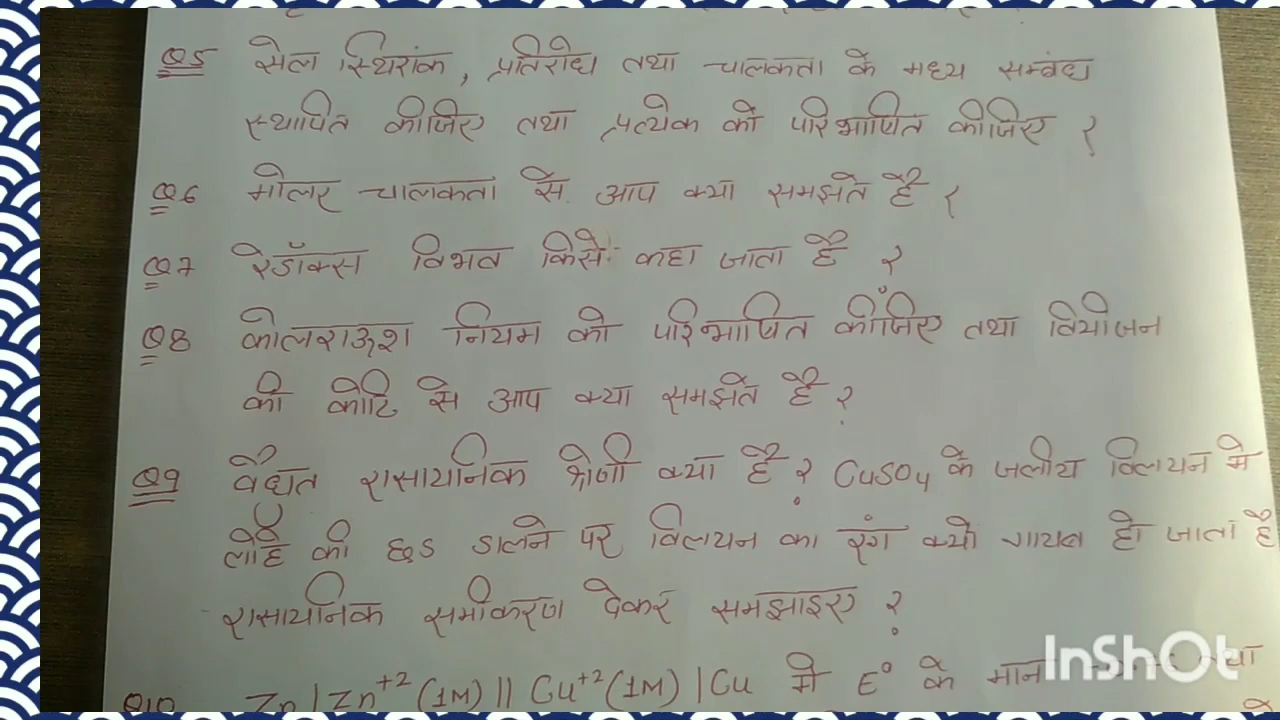 Q5 सेल स्थिरांक, प्रतिरोध तथा चालकता के मध्य सम्बंध
स्थापित कीजिए तथा प्रत्येक को परिभाषित कीजिए ?
Q6 मोलर चालकता से आप क्या समझते है ?
Q7 रेडॉक्स विभव किसे कहा जाता है ?
Q8 कोलराऊश नियम को परिभाषित कीजिए तथा वियोजन
की कोटि से आप क्या समझते है ?
Q9 वैधुत रासायनिक श्रेणी क्या है ? CuSO4 के जलीय विलयन मे
लोहे की छड डालने पर विलयन का रंग क्यो गायब हो जाता है
रासायनिक समीकरण देकर समझाइए ?
Q10 Zn | Zn+2 (1M) || Cu+2 (1M) | Cu मे E° के मान तथा
InShOt